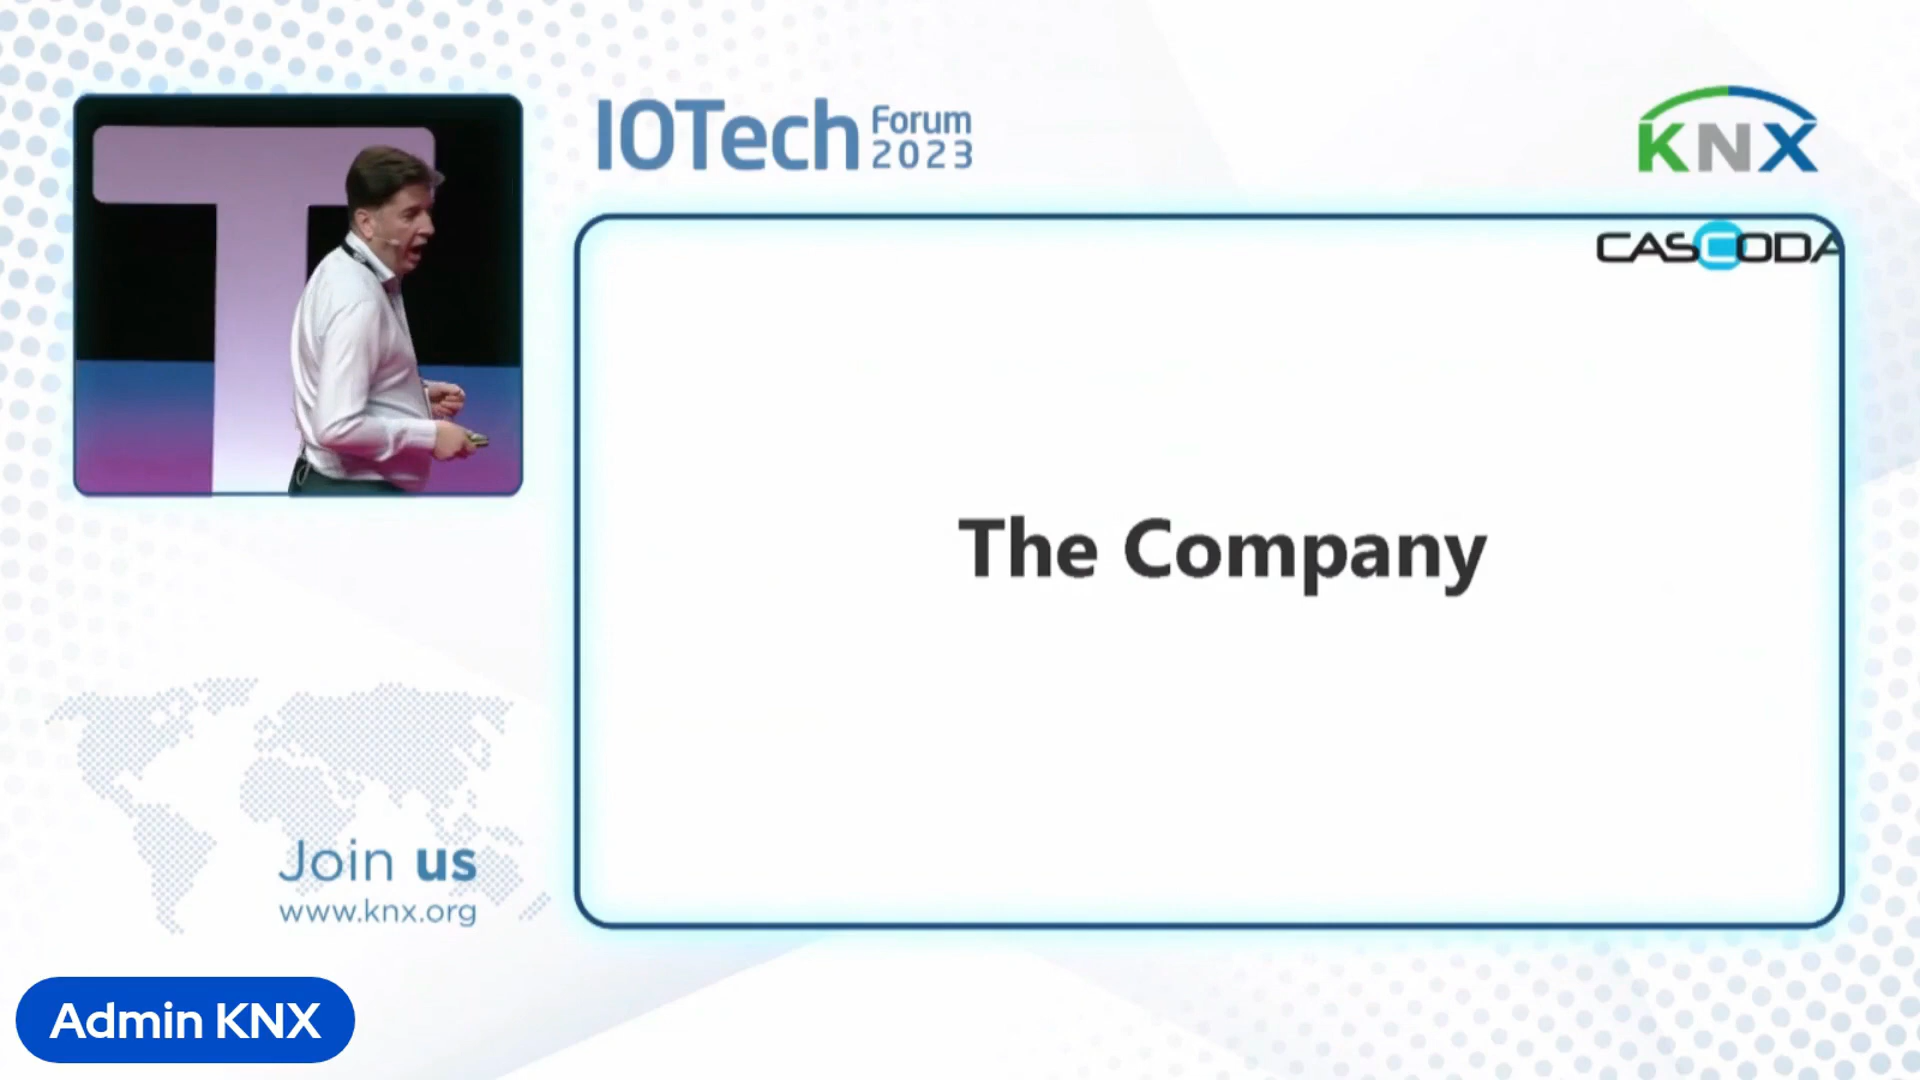 IOTech Forum 2023
KNX
CASCODA
The Company
Join us
www.knx.org
Admin KNX